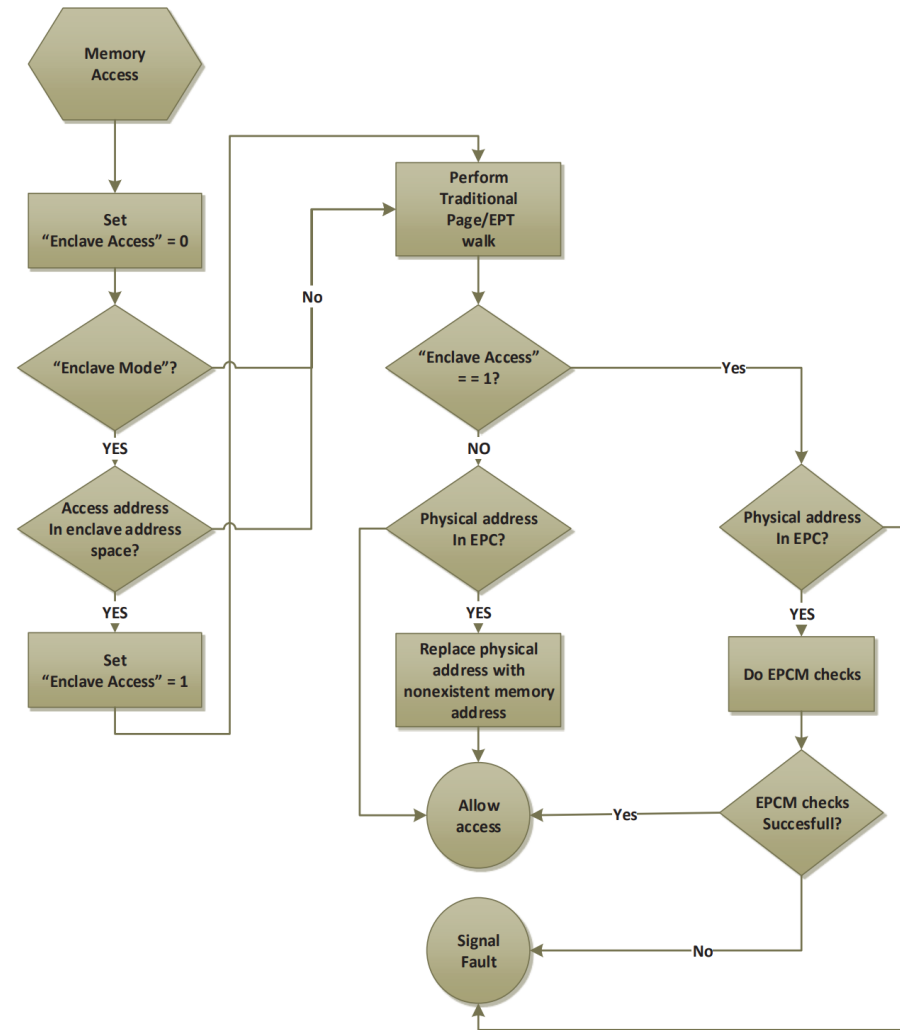 Memory
Access
Set
“Enclave Access” = 0
“Enclave Mode”?
YES
Access address
In enclave address
space?
YES
Set
“Enclave Access” = 1
No
Perform
Traditional
Page/EPT
walk
“Enclave Access”
= = 1?
Yes
NO
Physical address
In EPC?
YES
Replace physical
address with
nonexistent memory
address
Allow
access
Physical address
In EPC?
YES
Do EPCM checks
EPCM checks
Succesfull?
Yes
No
Signal
Fault